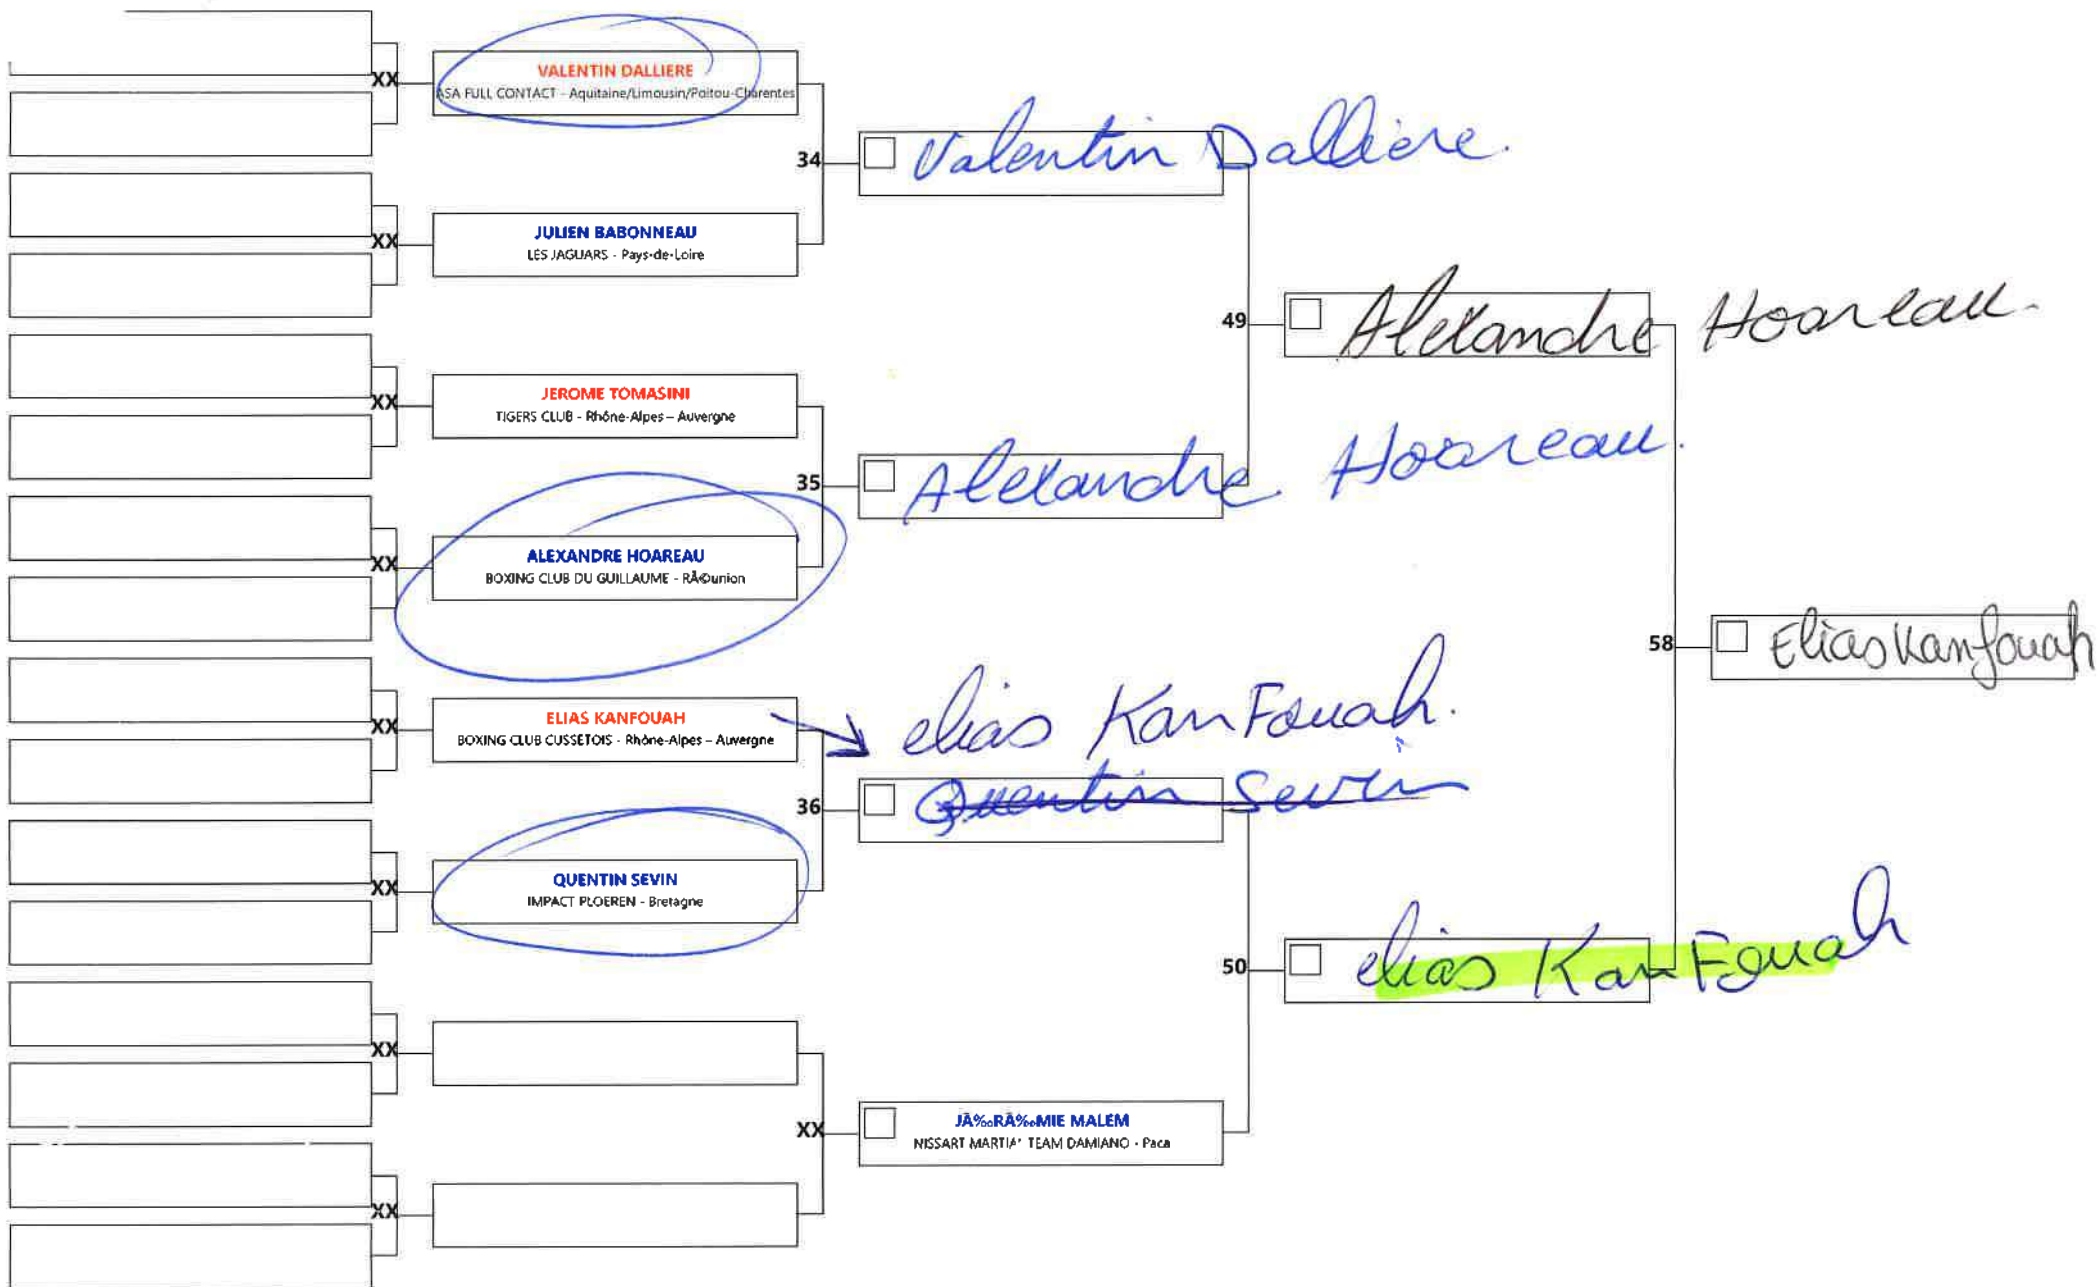 XX
VALENTIN DALLIERE
ASA FULL CONTACT - Aquitaine/Limousin/Poitou-Charentes
34
Valentin Dalliere.
XX
JULIEN BABONNEAU
LES JAGUARS - Pays-de-Loire
49
Alexandre Hoareau.
XX
JEROME TOMASINI
TIGERS CLUB - Rhône-Alpes – Auvergne
35
Alexandre Hoareau.
XX
ALEXANDRE HOAREAU
BOXING CLUB DU GUILLAUME - RÃ©union
58
Elias Kanfouah
XX
ELIAS KANFOUAH
BOXING CLUB CUSSETOIS - Rhône-Alpes – Auvergne
elias KanFouah.
36
Quentin Sevin
XX
QUENTIN SEVIN
IMPACT PLOEREN - Bretagne
50
elias KanFouah
XX
XX
JÃ‰RÃ‰MIE MALEM
NISSART MARTIA' TEAM DAMIANO - Paca
XX